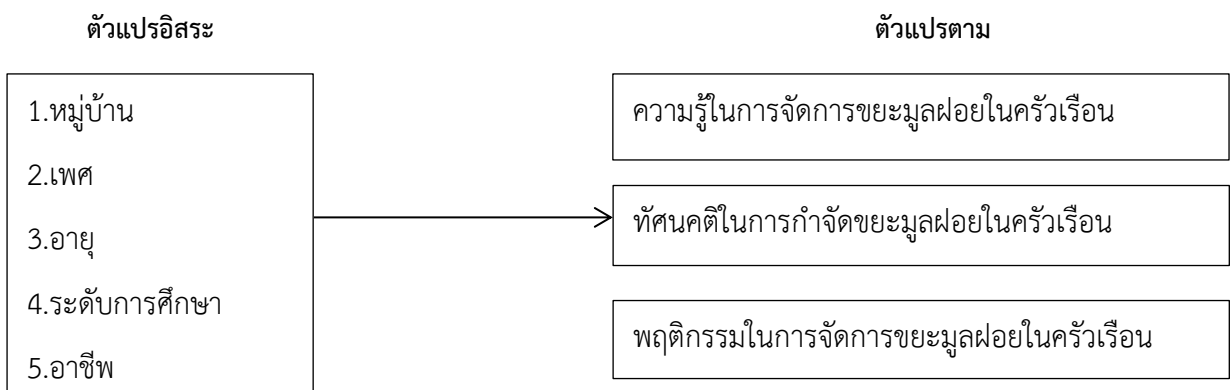 ตัวแปรอิสระ
ตัวแปรตาม
1.หมู่บ้าน
2.เพศ
3.อายุ
4.ระดับการศึกษา
5.อาชีพ
ความรู้ในการจัดการขยะมูลฝอยในครัวเรือน
ทัศนคติในการกำจัดขยะมูลฝอยในครัวเรือน
พฤติกรรมในการจัดการขยะมูลฝอยในครัวเรือน